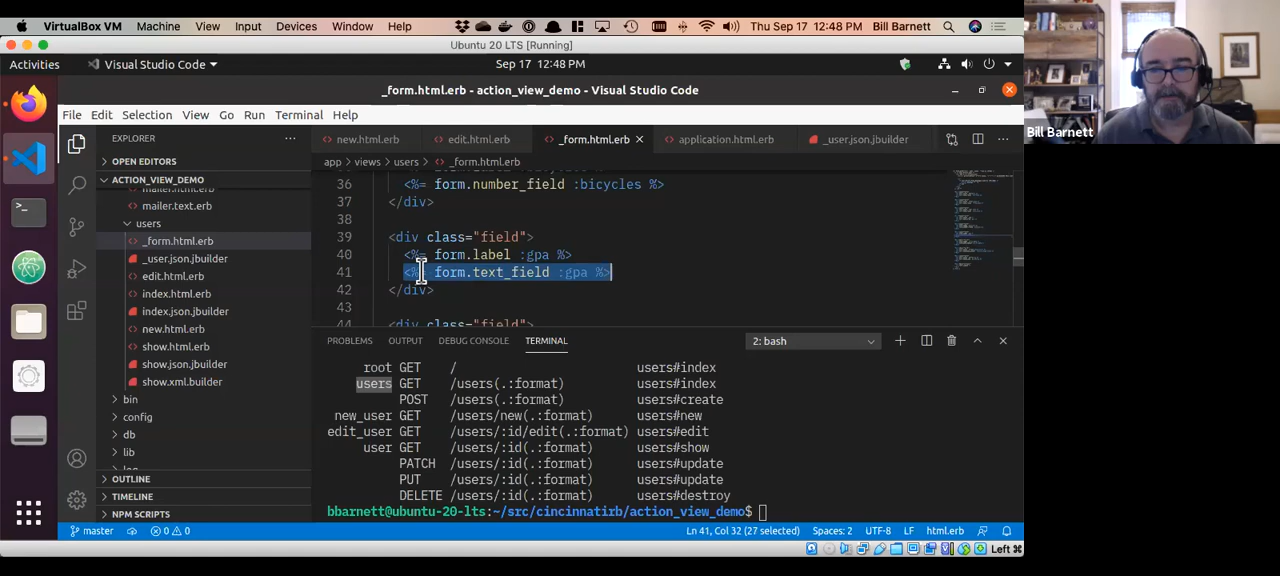 VirtualBox VM Machine View Input Devices Window Help Thu Sep 17 12:48 PM Bill Barnett
Ubuntu 20 LTS [Running]
Activities Visual Studio Code Sep 17 12:48 PM
_form.html.erb - action_view_demo - Visual Studio Code
File Edit Selection View Go Run Terminal Help
EXPLORER
new.html.erb edit.html.erb _form.html.erb application.html.erb _user.json.jbuilder
OPEN EDITORS
app > views > users > _form.html.erb
ACTION_VIEW_DEMO
mailer.html.erb
mailer.text.erb
users
_form.html.erb
_user.json.jbuilder
edit.html.erb
index.html.erb
index.json.jbuilder
new.html.erb
show.html.erb
show.json.jbuilder
show.xml.builder
bin
config
db
lib
OUTLINE
TIMELINE
NPM SCRIPTS
36 <%= form.number_field :bicycles %>
37 </div>
38
39 <div class="field">
40 <%= form.label :gpa %>
41 <%= form.text_field :gpa %>
42 </div>
43
44 <div class="field">
PROBLEMS OUTPUT DEBUG CONSOLE TERMINAL 2: bash
root GET / users#index
users GET /users(.:format) users#index
POST /users(.:format) users#create
new_user GET /users/new(.:format) users#new
edit_user GET /users/:id/edit(.:format) users#edit
user GET /users/:id(.:format) users#show
PATCH /users/:id(.:format) users#update
PUT /users/:id(.:format) users#update
DELETE /users/:id(.:format) users#destroy
bbarnett@ubuntu-20-lts:~/src/cincinnatirb/action_view_demo$
master 0 0 Ln 41, Col 32 (27 selected) Spaces: 2 UTF-8 LF html.erb
Left ⌘
Bill Barnett